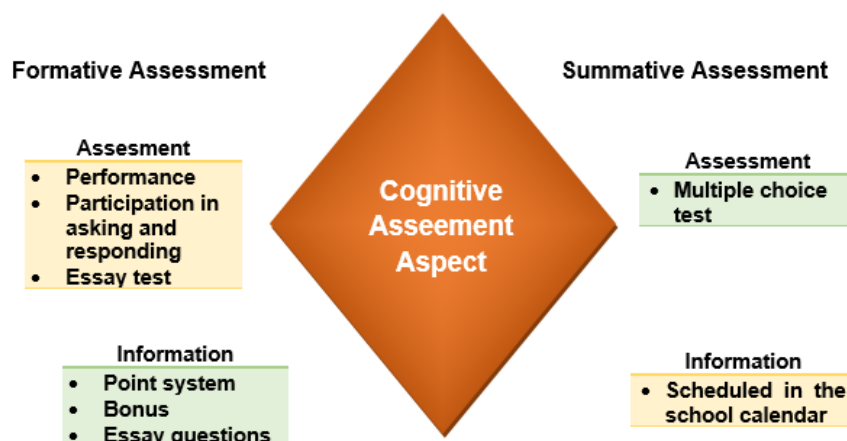 Formative Assessment
Assesment
• Performance
• Participation in
asking and
responding
• Essay test
Information
• Point system
• Bonus
• Essay questions
Cognitive
Asseement
Aspect
Summative Assessment
Assessment
• Multiple choice
test
Information
• Scheduled in the
school calendar